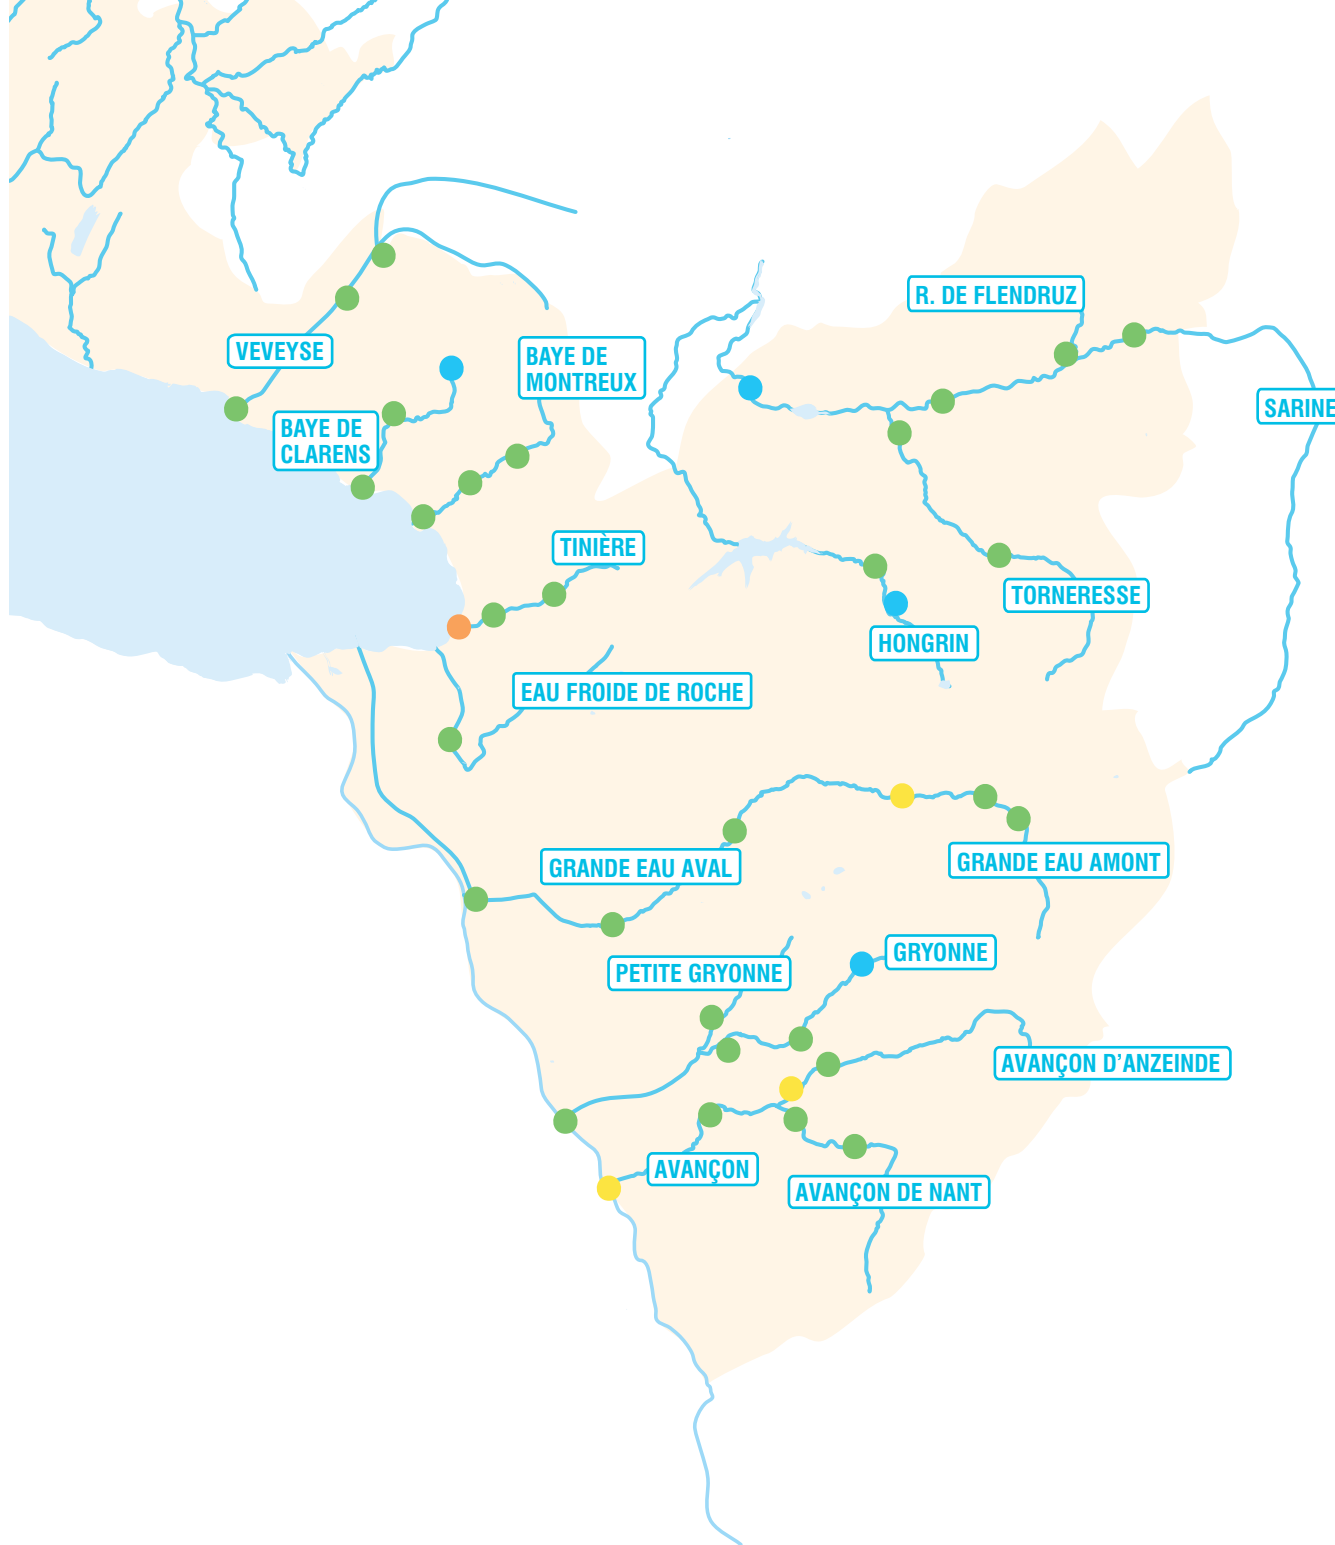 R. DE FLENDRUZ
VEVEYSE
BAYE DE
MONTREUX
SARINE
BAYE DE
CLARENS
TINIÈRE
TORNERESSE
HONGRIN
EAU FROIDE DE ROCHE
GRANDE EAU AVAL
GRANDE EAU AMONT
GRYONNE
PETITE GRYONNE
AVANÇON D'ANZEINDE
AVANÇON
AVANÇON DE NANT